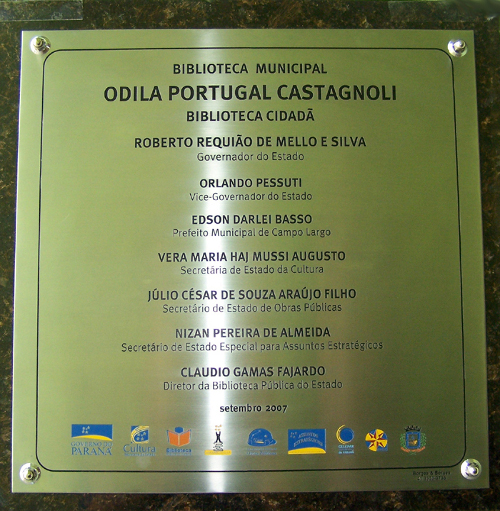 BIBLIOTECA MUNICIPAL
ODILA PORTUGAL CASTAGNOLI
BIBLIOTECA CIDADÃ
ROBERTO REQUIÃO DE MELLO E SILVA
Governador do Estado
ORLANDO PESSUTI
Vice-Governador do Estado
EDSON DARLEI BASSO
Prefeito Municipal de Campo Largo
VERA MARIA HAJ MUSSI AUGUSTO
Secretária de Estado da Cultura
JÚLIO CÉSAR DE SOUZA ARAÚJO FILHO
Secretário de Estado de Obras Públicas
NIZAN PEREIRA DE ALMEIDA
Secretário de Estado Especial para Assuntos Estratégicos
CLAUDIO GAMAS FAJARDO
Diretor da Biblioteca Pública do Estado
setembro 2007
GOVERNO DO
PARANÁ
Cultura